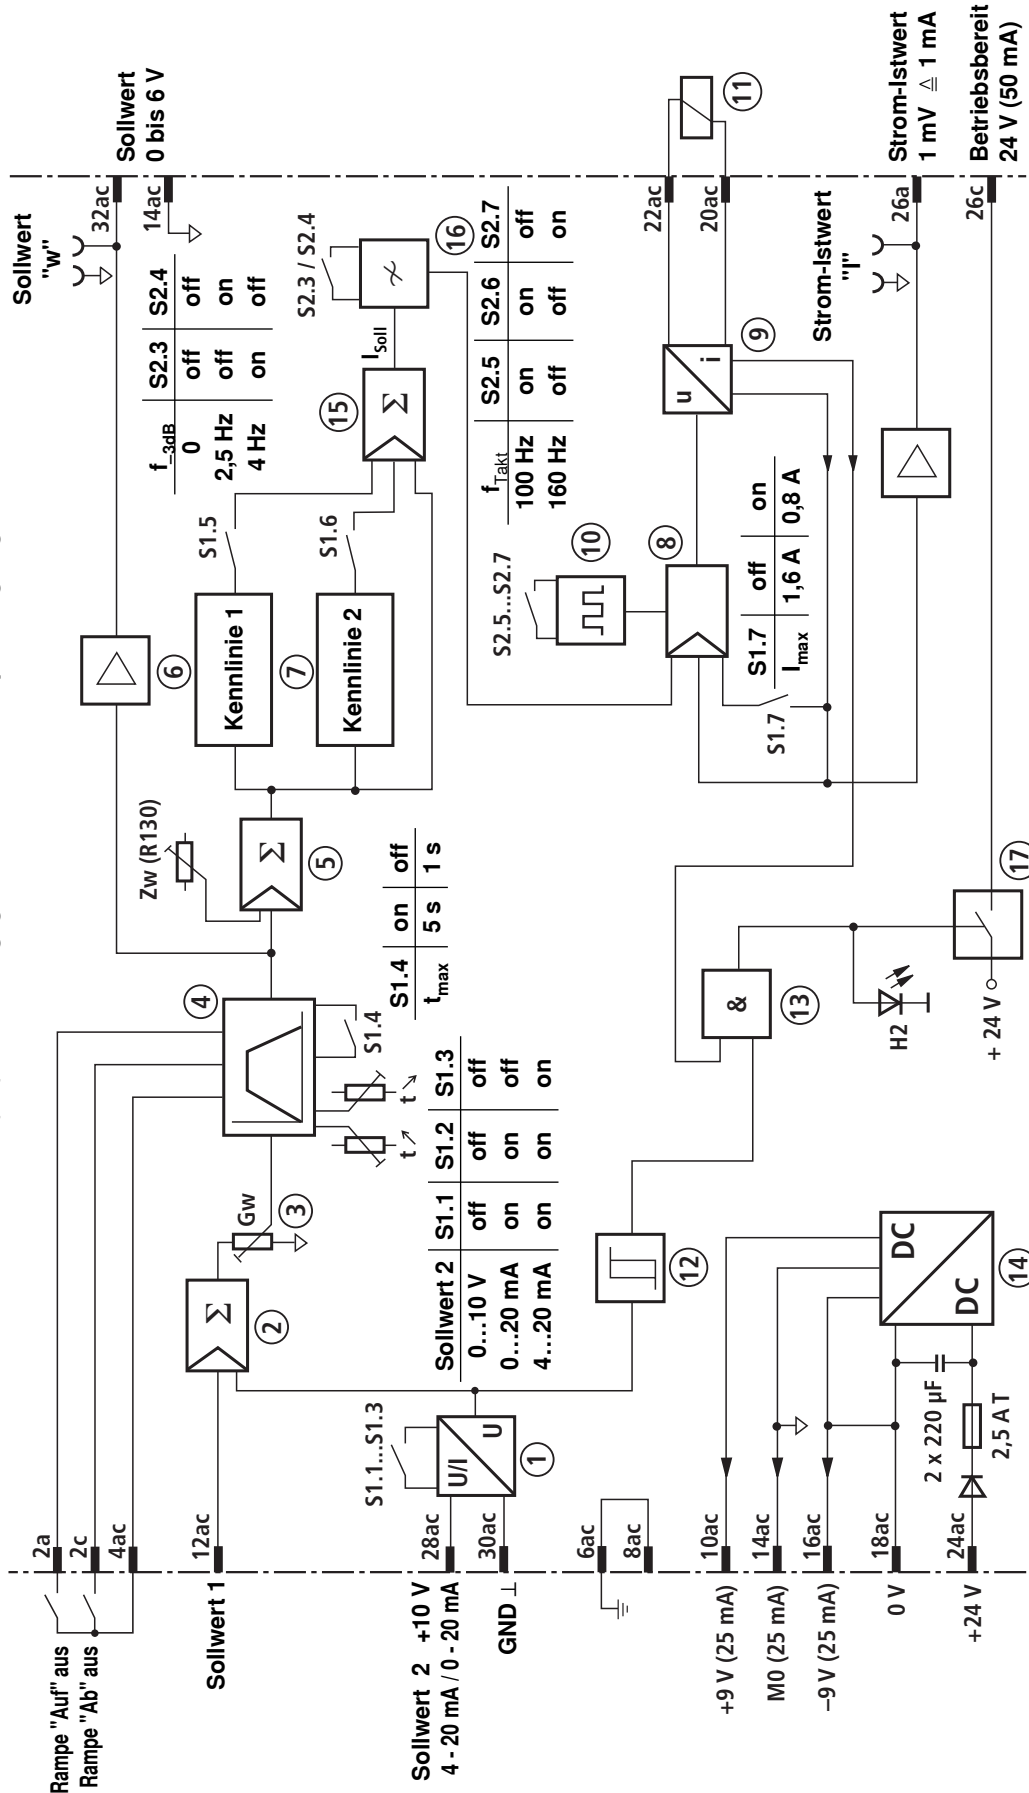 Rampe "Auf" aus
Rampe "Ab" aus
2a
2c
4ac
Sollwert 1
12ac
Sollwert 2 +10 V
4 - 20 mA / 0 - 20 mA
28ac
GND ⊥
30ac
6ac
8ac
+9 V (25 mA)
10ac
M0 (25 mA)
14ac
–9 V (25 mA)
16ac
0 V
18ac
+24 V
24ac
S1.1...S1.3
U/I
U
1
Σ
2
Gw
3
4
t
t
S1.4
Sollwert 2 S1.1 S1.2 S1.3
0...10 V off off off
0...20 mA on on off
4...20 mA on on on
S1.4 on off
tmax 5 s 1 s
Zw (R130)
Σ
5
6
Kennlinie 1
7
Kennlinie 2
S1.5
S1.6
15
Σ
ISoll
S2.3 / S2.4
16
f–3dB S2.3 S2.4
0 off off
2,5 Hz off on
4 Hz on off
Sollwert
"w"
32ac
14ac
Sollwert
0 bis 6 V
fTakt S2.5 S2.6 S2.7
100 Hz on on off
160 Hz off off on
S2.5...S2.7
10
8
S1.7 off on
Imax 1,6 A 0,8 A
S1.7
u
i
9
22ac
20ac
11
Strom-Istwert
"I"
26a
Strom-Istwert
1 mV ≙ 1 mA
26c
Betriebsbereit
24 V (50 mA)
12
&
13
H2
+ 24 V
17
DC
DC
14
2 x 220 µF
2,5 A T